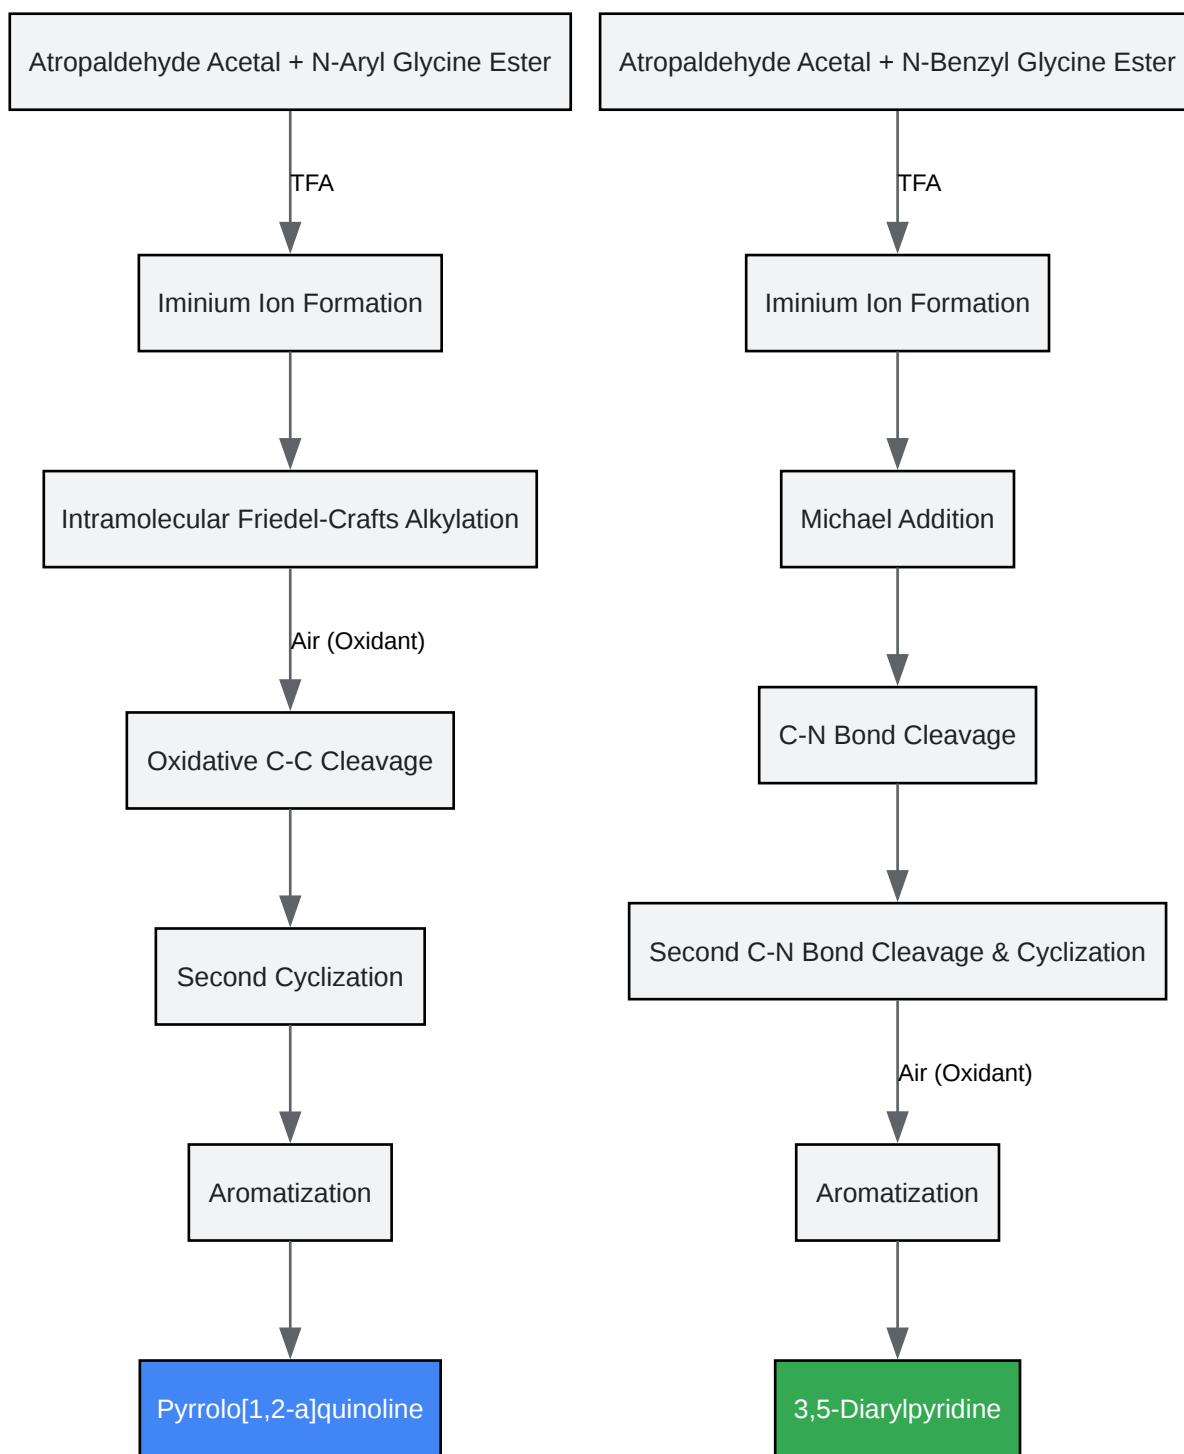 Atropaldehyde Acetal + N-Aryl Glycine Ester
TFA
Iminium Ion Formation
Intramolecular Friedel-Crafts Alkylation
Air (Oxidant)
Oxidative C-C Cleavage
Second Cyclization
Aromatization
Pyrrolo[1,2-a]quinoline
Atropaldehyde Acetal + N-Benzyl Glycine Ester
TFA
Iminium Ion Formation
Michael Addition
C-N Bond Cleavage
Second C-N Bond Cleavage & Cyclization
Air (Oxidant)
Aromatization
3,5-Diarylpyridine